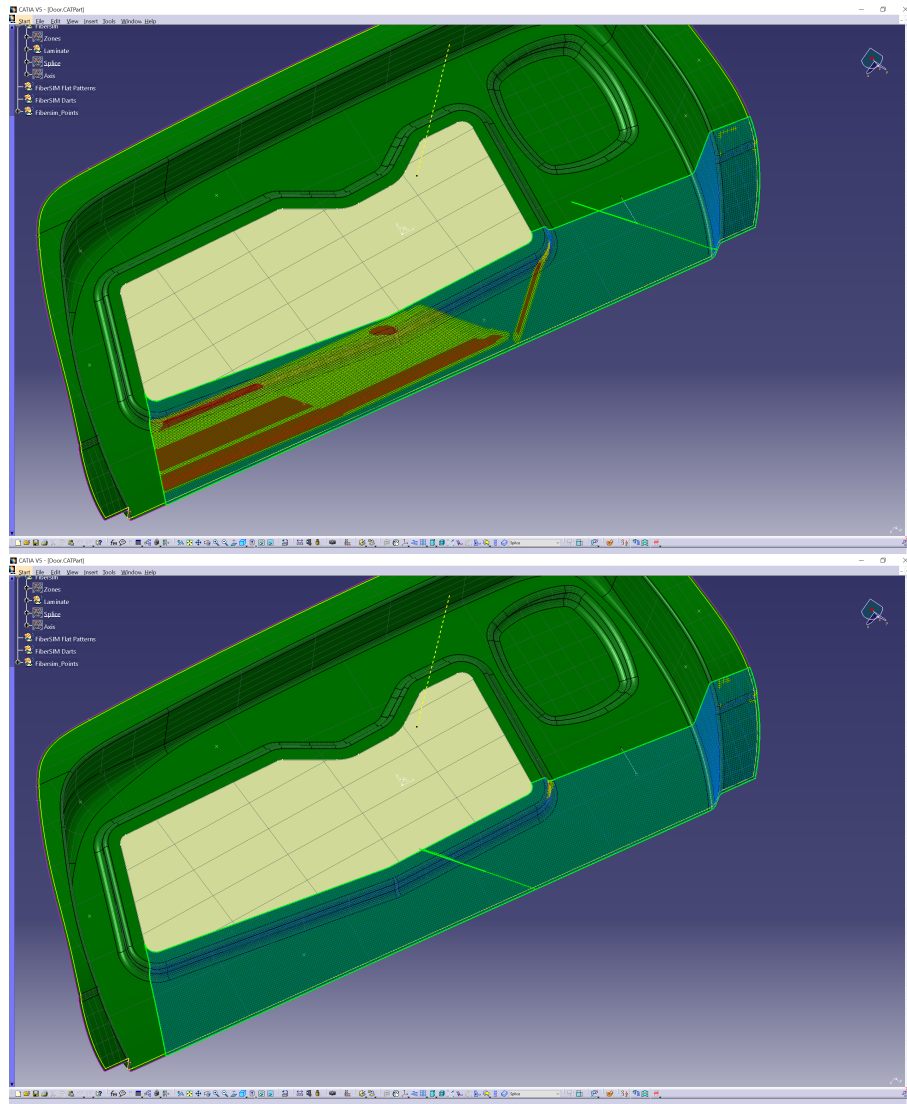 CATIA V5 - [Door.CATPart]
Start File Edit View Insert Tools Window Help
FiberSIM
Zones
Laminate
Splice
Axis
FiberSIM Flat Patterns
FiberSIM Darts
Fibersim_Points
Splice
CATIA V5 - [Door.CATPart]
Start File Edit View Insert Tools Window Help
FiberSIM
Zones
Laminate
Splice
Axis
FiberSIM Flat Patterns
FiberSIM Darts
Fibersim_Points
Splice